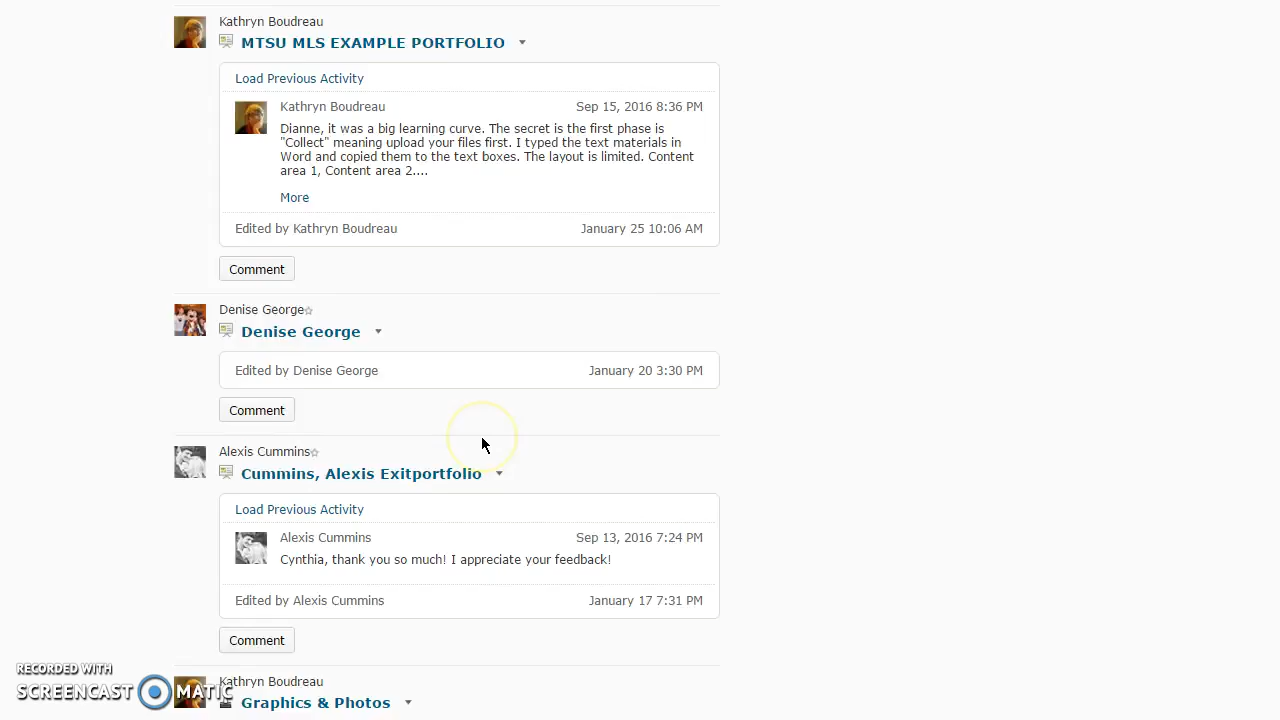 Kathryn Boudreau
MTSU MLS EXAMPLE PORTFOLIO
Load Previous Activity
Kathryn Boudreau Sep 15, 2016 8:36 PM
Dianne, it was a big learning curve. The secret is the first phase is
"Collect" meaning upload your files first. I typed the text materials in
Word and copied them to the text boxes. The layout is limited. Content
area 1, Content area 2....
More
Edited by Kathryn Boudreau January 25 10:06 AM
Comment
Denise George
Denise George
Edited by Denise George January 20 3:30 PM
Comment
Alexis Cummins
Cummins, Alexis Exitportfolio
Load Previous Activity
Alexis Cummins Sep 13, 2016 7:24 PM
Cynthia, thank you so much! I appreciate your feedback!
Edited by Alexis Cummins January 17 7:31 PM
Comment
Kathryn Boudreau
Graphics & Photos
RECORDED WITH
SCREENCAST MATIC